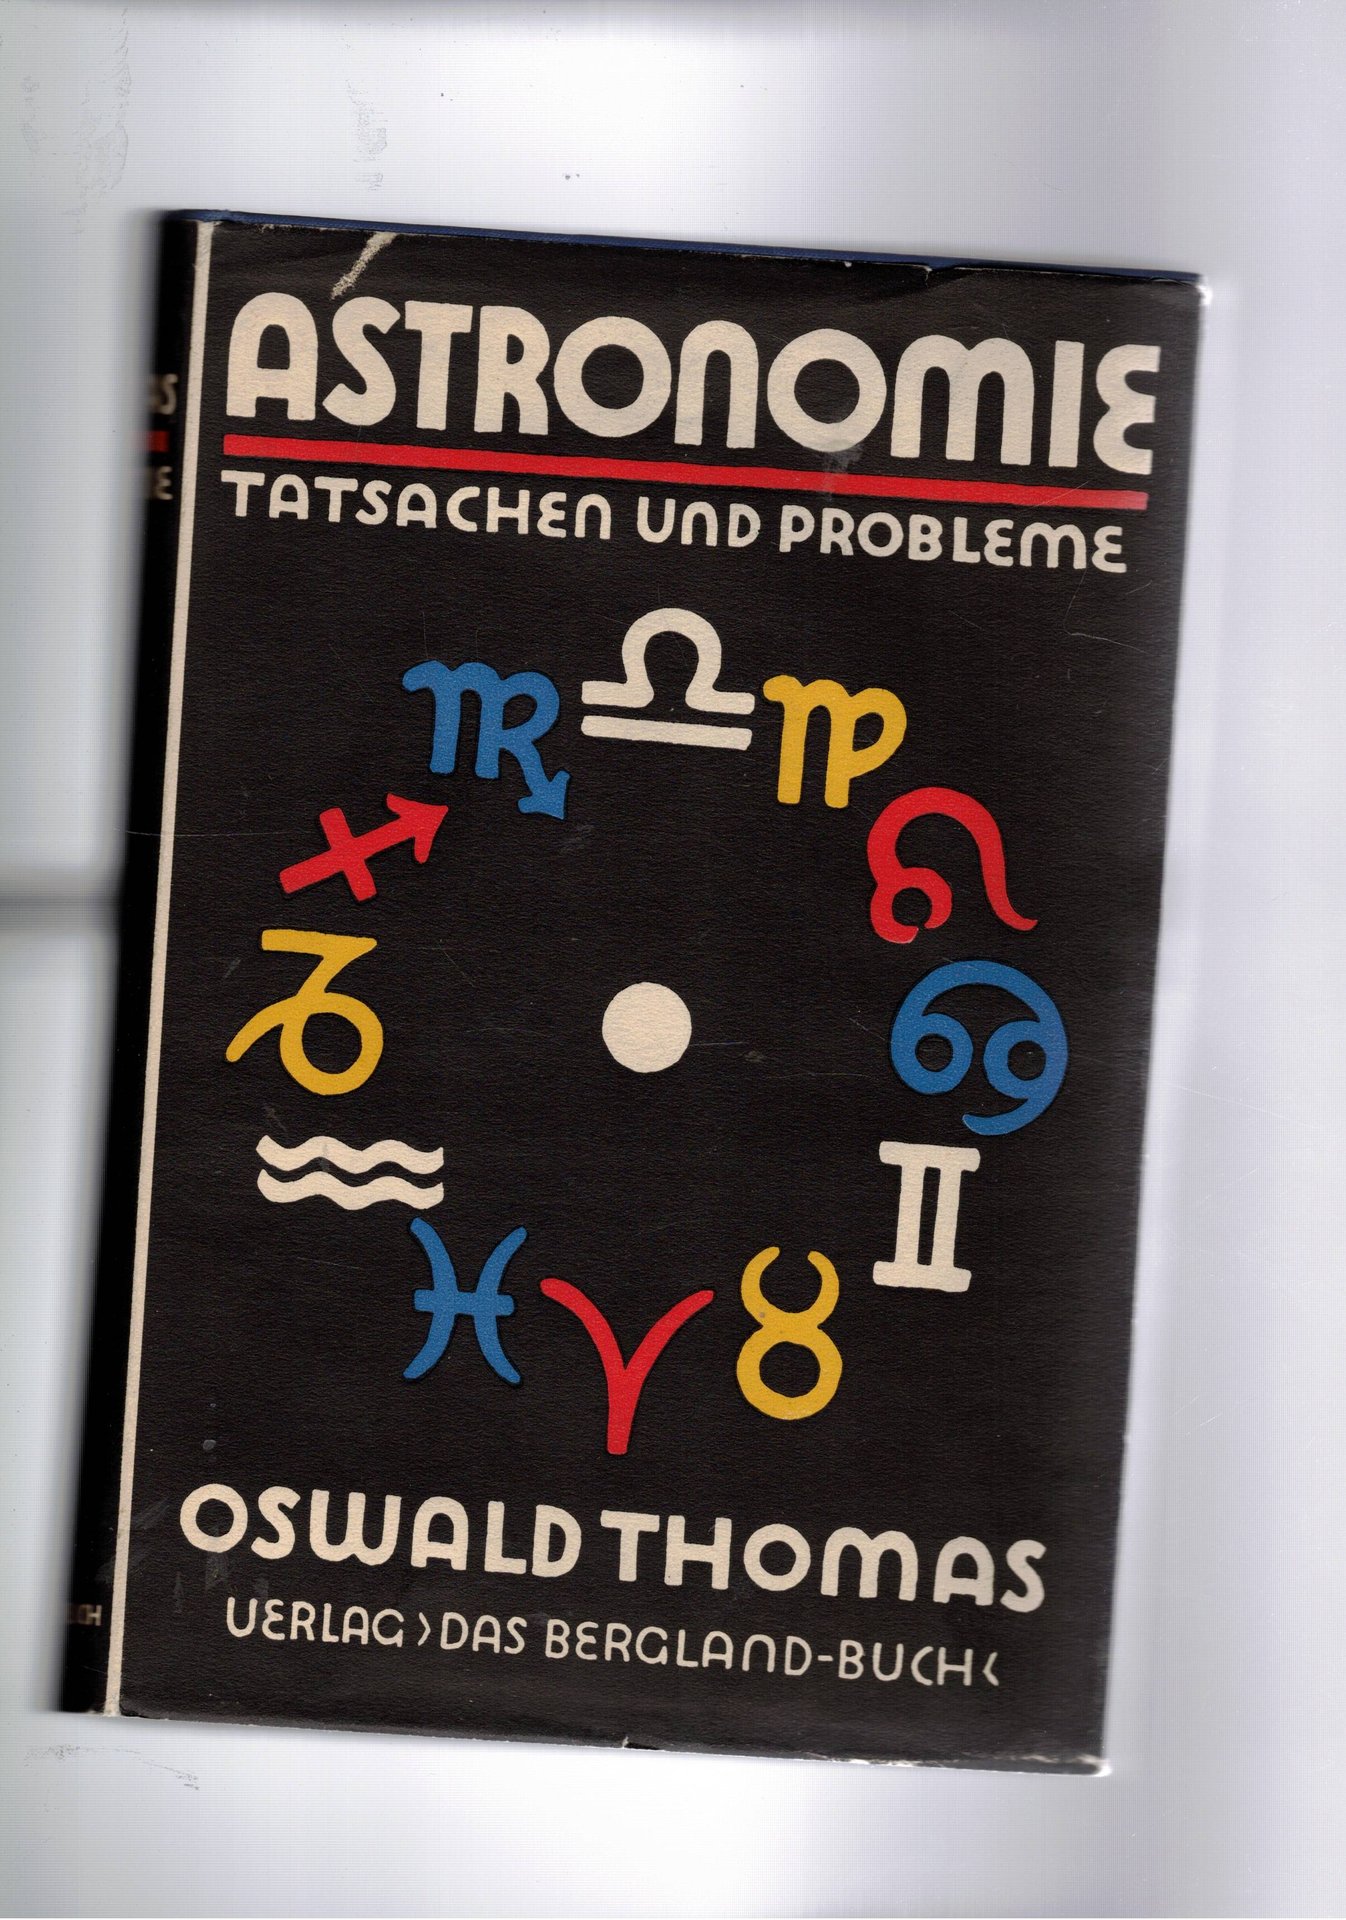 ASTRONOMIE
TATSACHEN UND PROBLEME
OSWALD THOMAS
VERLAG >DAS BERGLAND-BUCH<